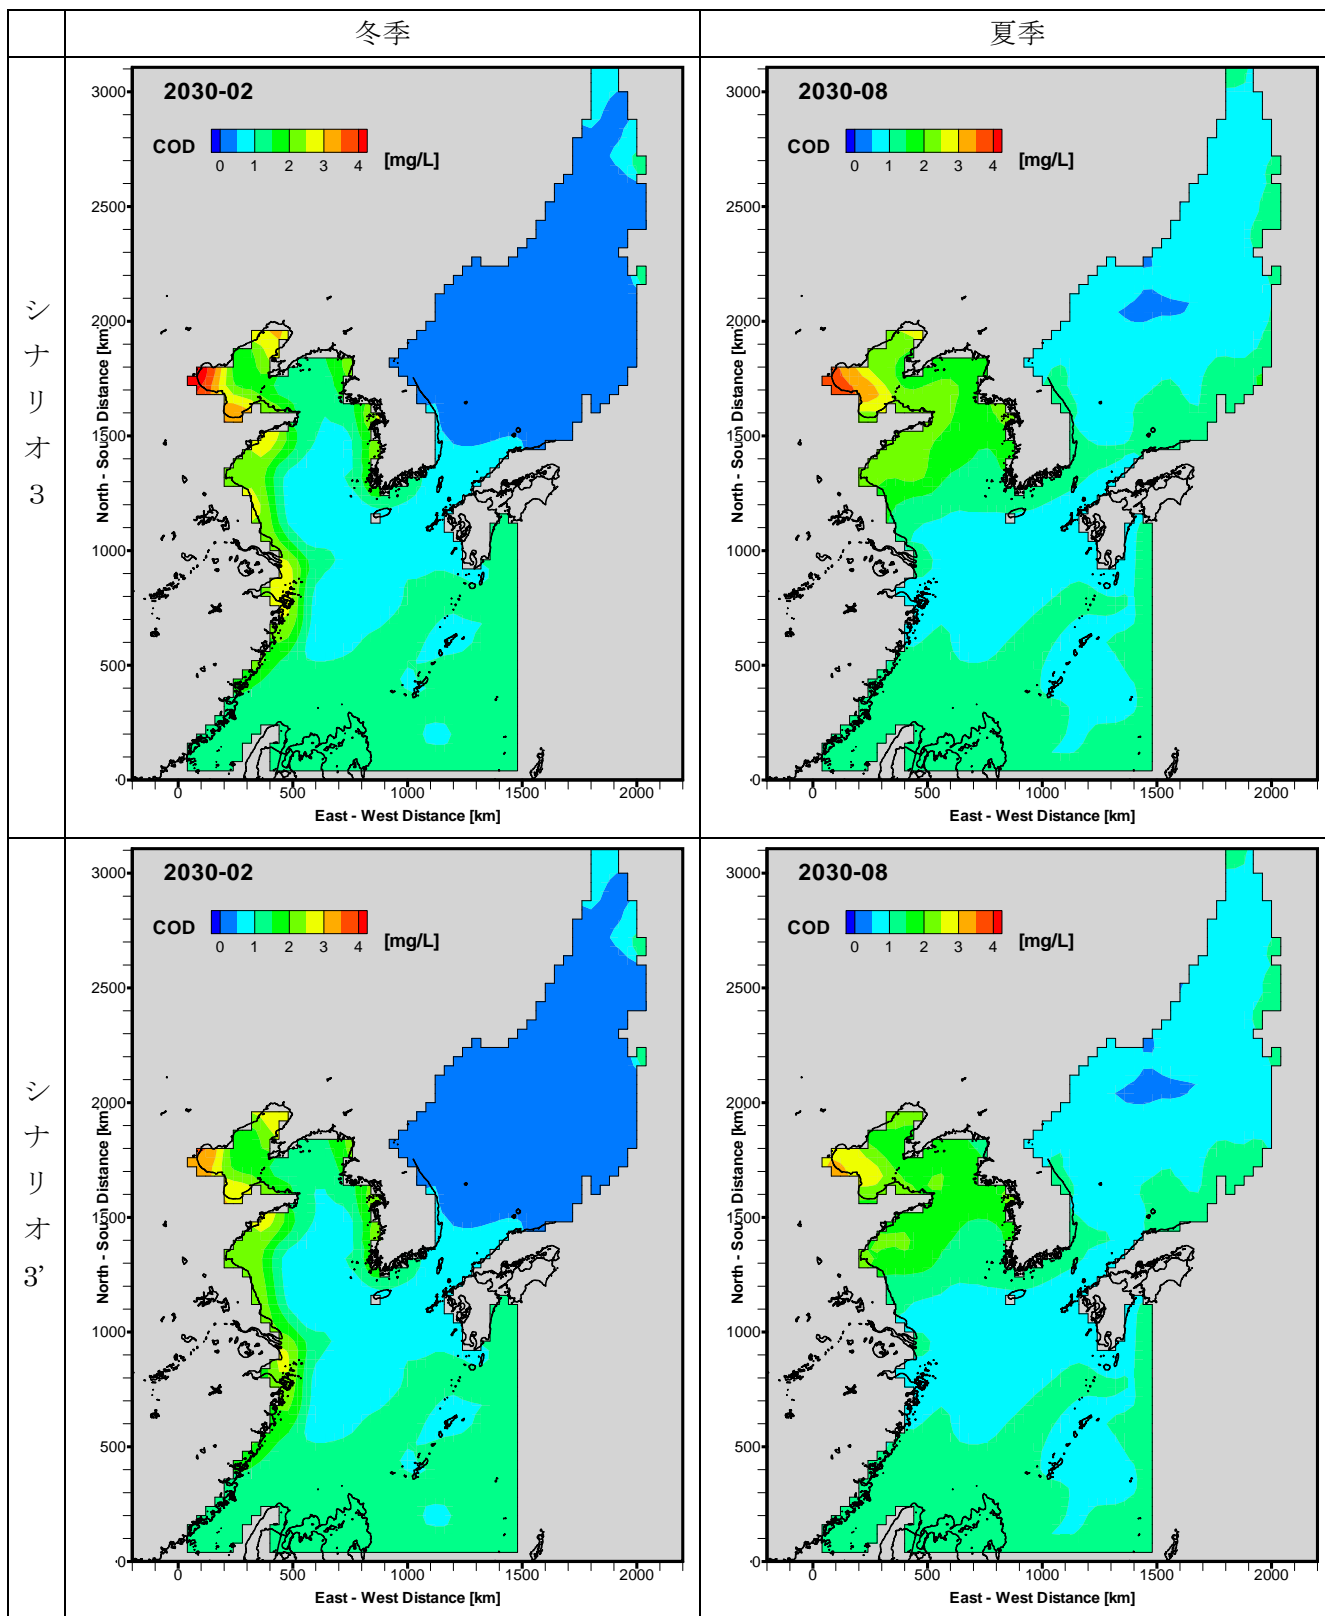 冬季
夏季
シナリオ3
2030-02
COD
0 1 2 3 4
[mg/L]
3000
2500
2000
1500
1000
500
0
North - South Distance [km]
0 500 1000 1500 2000
East - West Distance [km]
2030-08
COD
0 1 2 3 4
[mg/L]
3000
2500
2000
1500
1000
500
0
North - South Distance [km]
0 500 1000 1500 2000
East - West Distance [km]
シナリオ3’
2030-02
COD
0 1 2 3 4
[mg/L]
3000
2500
2000
1500
1000
500
0
North - South Distance [km]
0 500 1000 1500 2000
East - West Distance [km]
2030-08
COD
0 1 2 3 4
[mg/L]
3000
2500
2000
1500
1000
500
0
North - South Distance [km]
0 500 1000 1500 2000
East - West Distance [km]